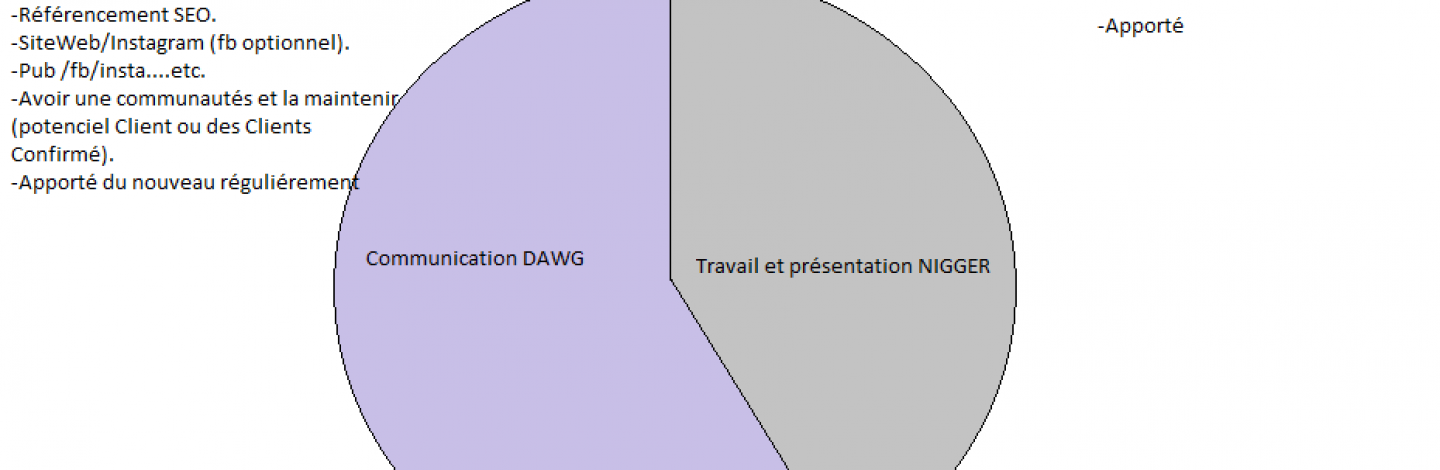 -Référencement SEO.
-SiteWeb/Instagram (fb optionnel).
-Pub /fb/insta....etc.
-Avoir une communautés et la maintenir
(potenciel Client ou des Clients
Confirmé).
-Apporté du nouveau réguliérement
Communication DAWG
Travail et présentation NIGGER
-Apporté